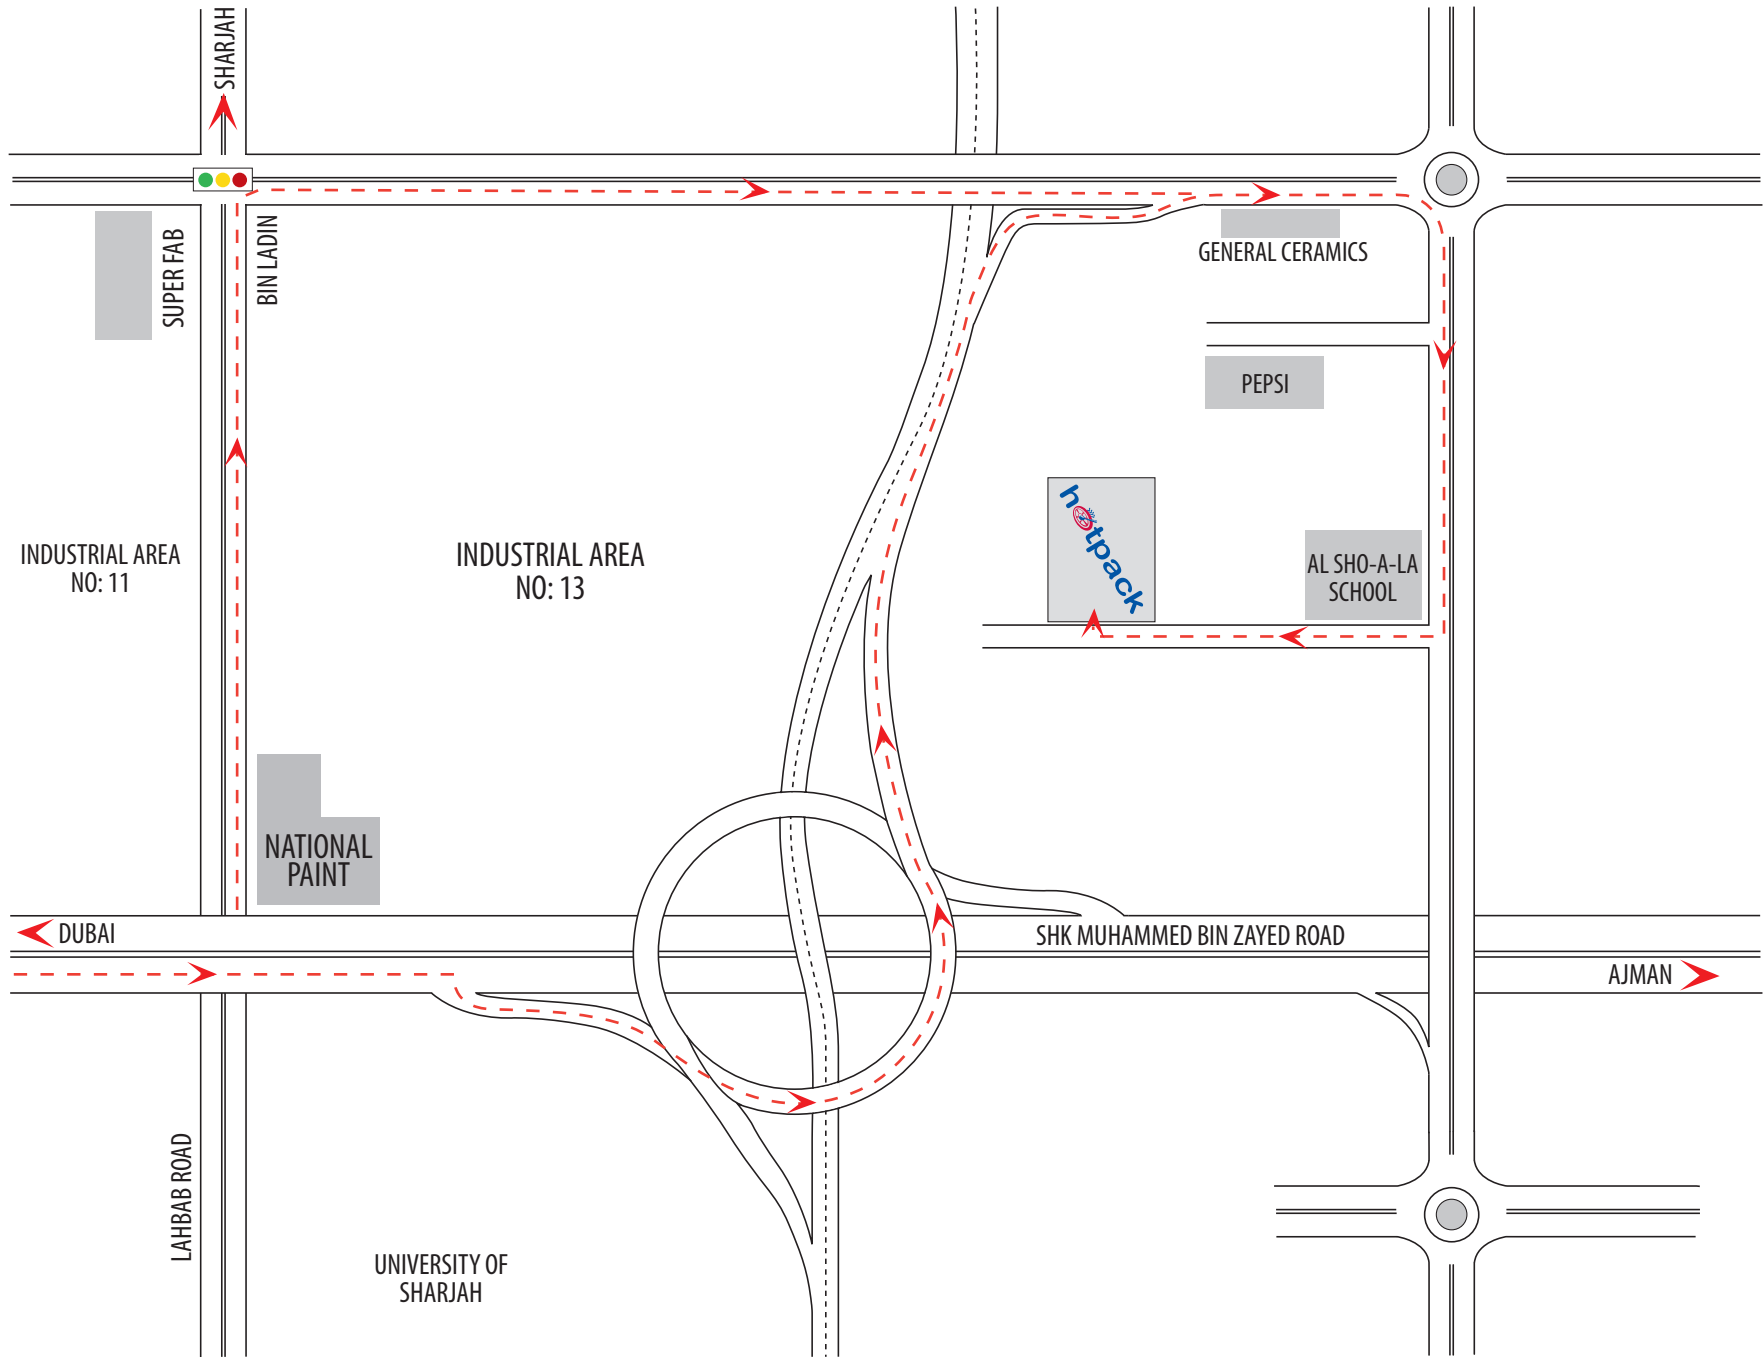 SHARJAH
SUPER FAB
BIN LADIN
GENERAL CERAMICS
PEPSI
hotpack
INDUSTRIAL AREA
NO: 11
INDUSTRIAL AREA
NO: 13
AL SHO-A-LA
SCHOOL
NATIONAL
PAINT
DUBAI
SHK MUHAMMED BIN ZAYED ROAD
AJMAN
LAHBAB ROAD
UNIVERSITY OF
SHARJAH